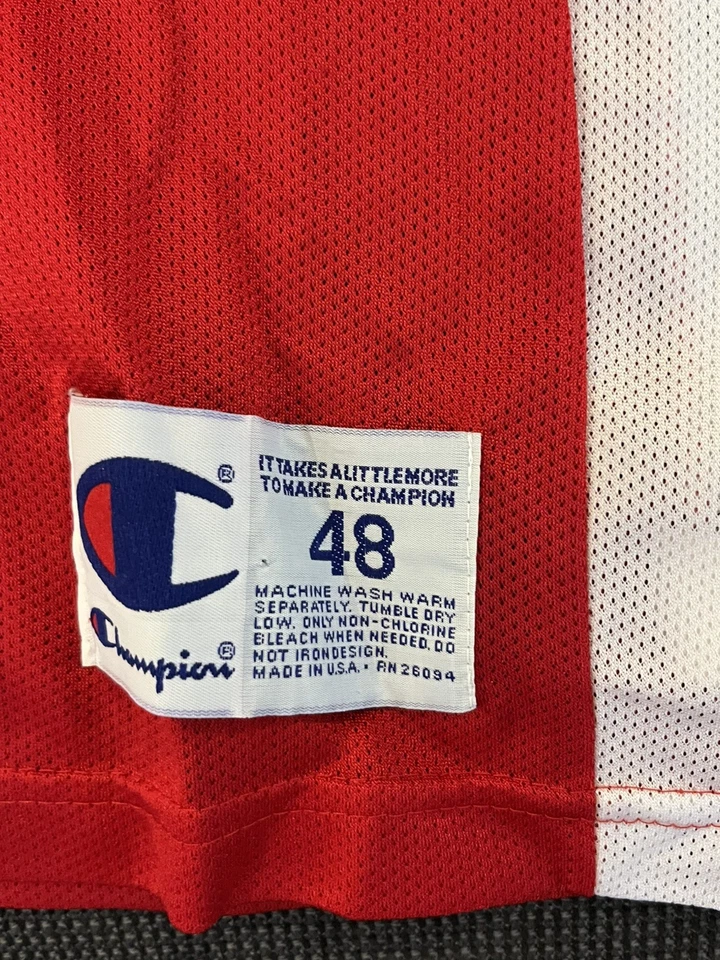 ®
IT TAKES A LITTLE MORE
TO MAKE A CHAMPION
48
MACHINE WASH WARM
SEPARATELY. TUMBLE DRY
LOW. ONLY NON-CHLORINE
BLEACH WHEN NEEDED. DO
NOT IRON DESIGN.
MADE IN U.S.A. • RN 26094
Champion®